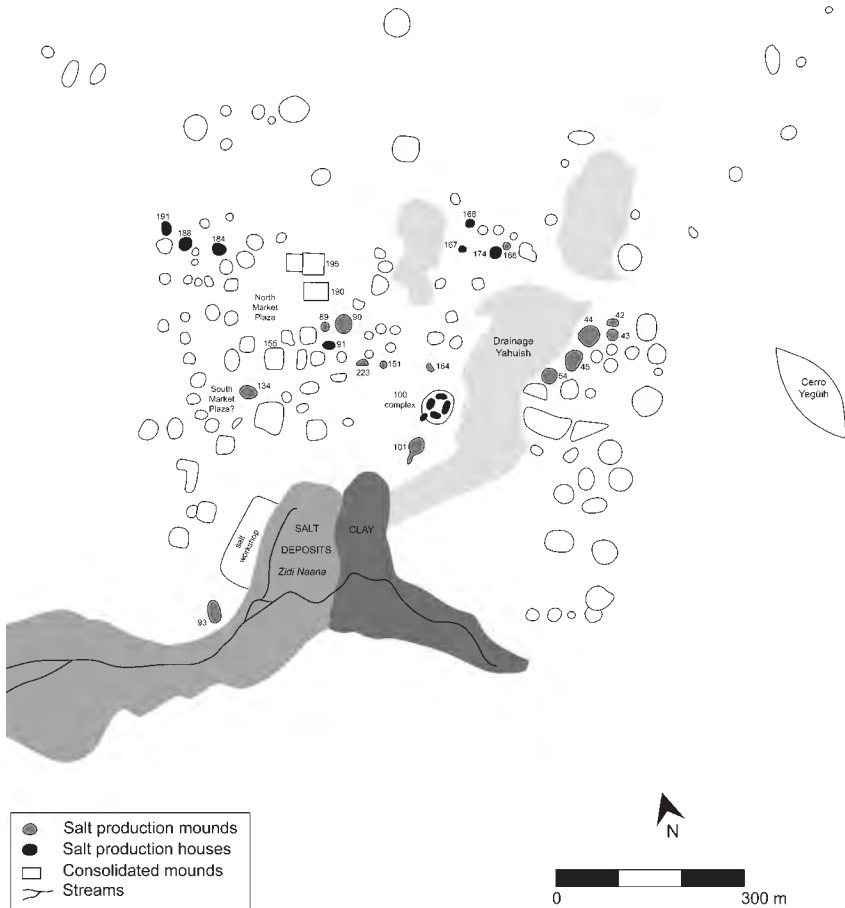 191
188
184
168
167
174
166
195
190
North
Market
Plaza
89
90
91
155
223
151
164
44
42
43
45
54
Drainage
Yahuish
Cerro
Yegüih
South
Market
Plaza?
134
100
complex
101
salt
workshop
SALT
DEPOSITS
Zidi Neana
CLAY
93
Salt production mounds
Salt production houses
Consolidated mounds
Streams
N
0
300 m